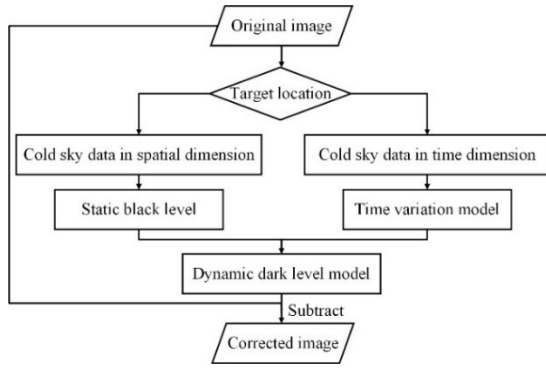 Original image
Target location
Cold sky data in spatial dimension
Cold sky data in time dimension
Static black level
Time variation model
Dynamic dark level model
Subtract
Corrected image